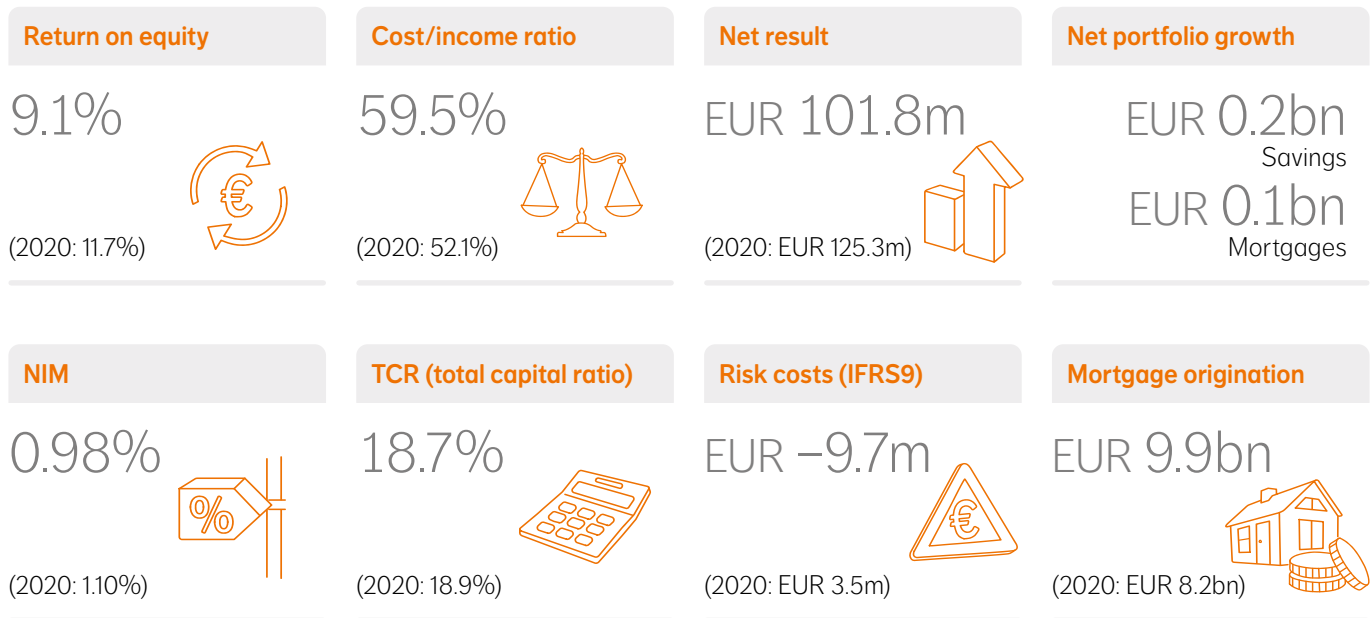 Return on equity
9.1%
(2020: 11.7%)
Cost/income ratio
59.5%
(2020: 52.1%)
Net result
EUR 101.8m
(2020: EUR 125.3m)
Net portfolio growth
EUR 0.2bn
Savings
EUR 0.1bn
Mortgages
NIM
0.98%
%
(2020: 1.10%)
TCR (total capital ratio)
18.7%
(2020: 18.9%)
Risk costs (IFRS9)
EUR –9.7m
€
(2020: EUR 3.5m)
Mortgage origination
EUR 9.9bn
(2020: EUR 8.2bn)